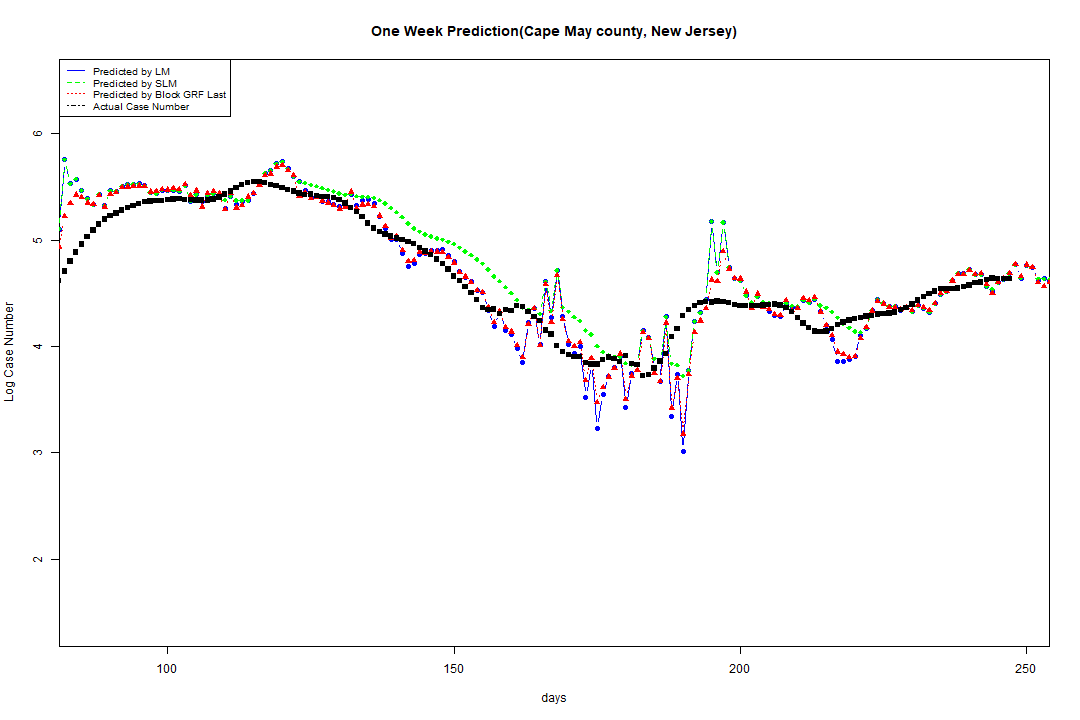 One Week Prediction(Cape May county, New Jersey)
Predicted by LM
Predicted by SLM
Predicted by Block GRF Last
Actual Case Number
6
5
4
3
2
Log Case Number
100 150 200 250
days